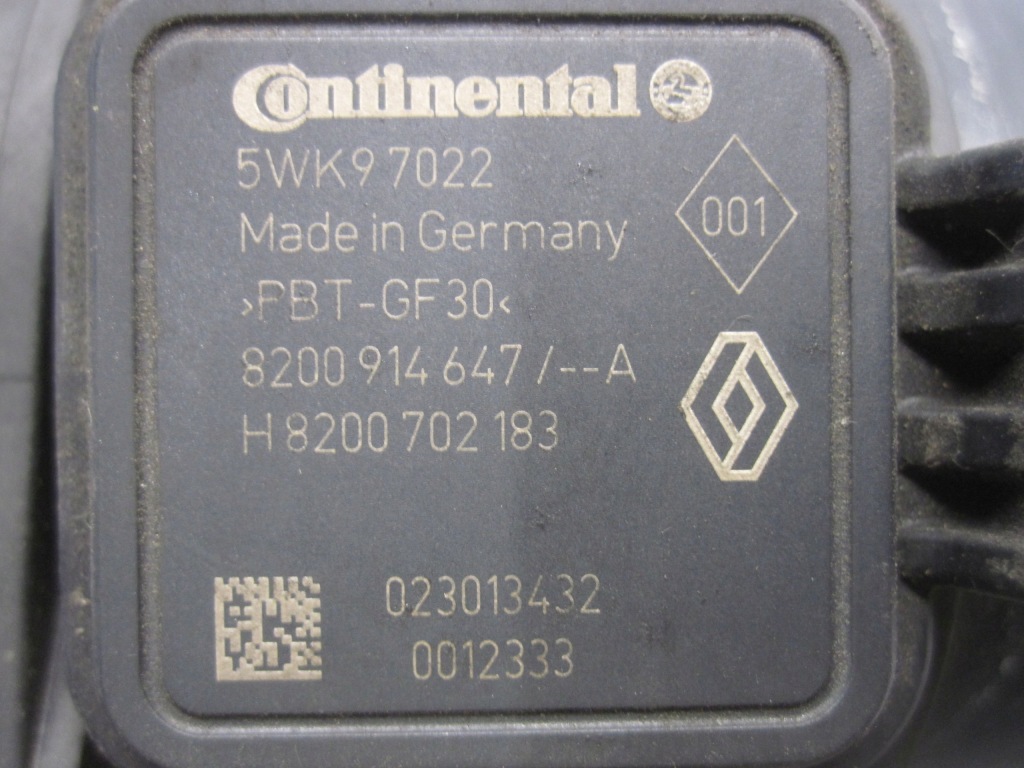 Continental
5WK9 7022
Made in Germany
001
>PBT-GF30<
8200 914 647 /--A
H 8200 702 183
023013432
0012333